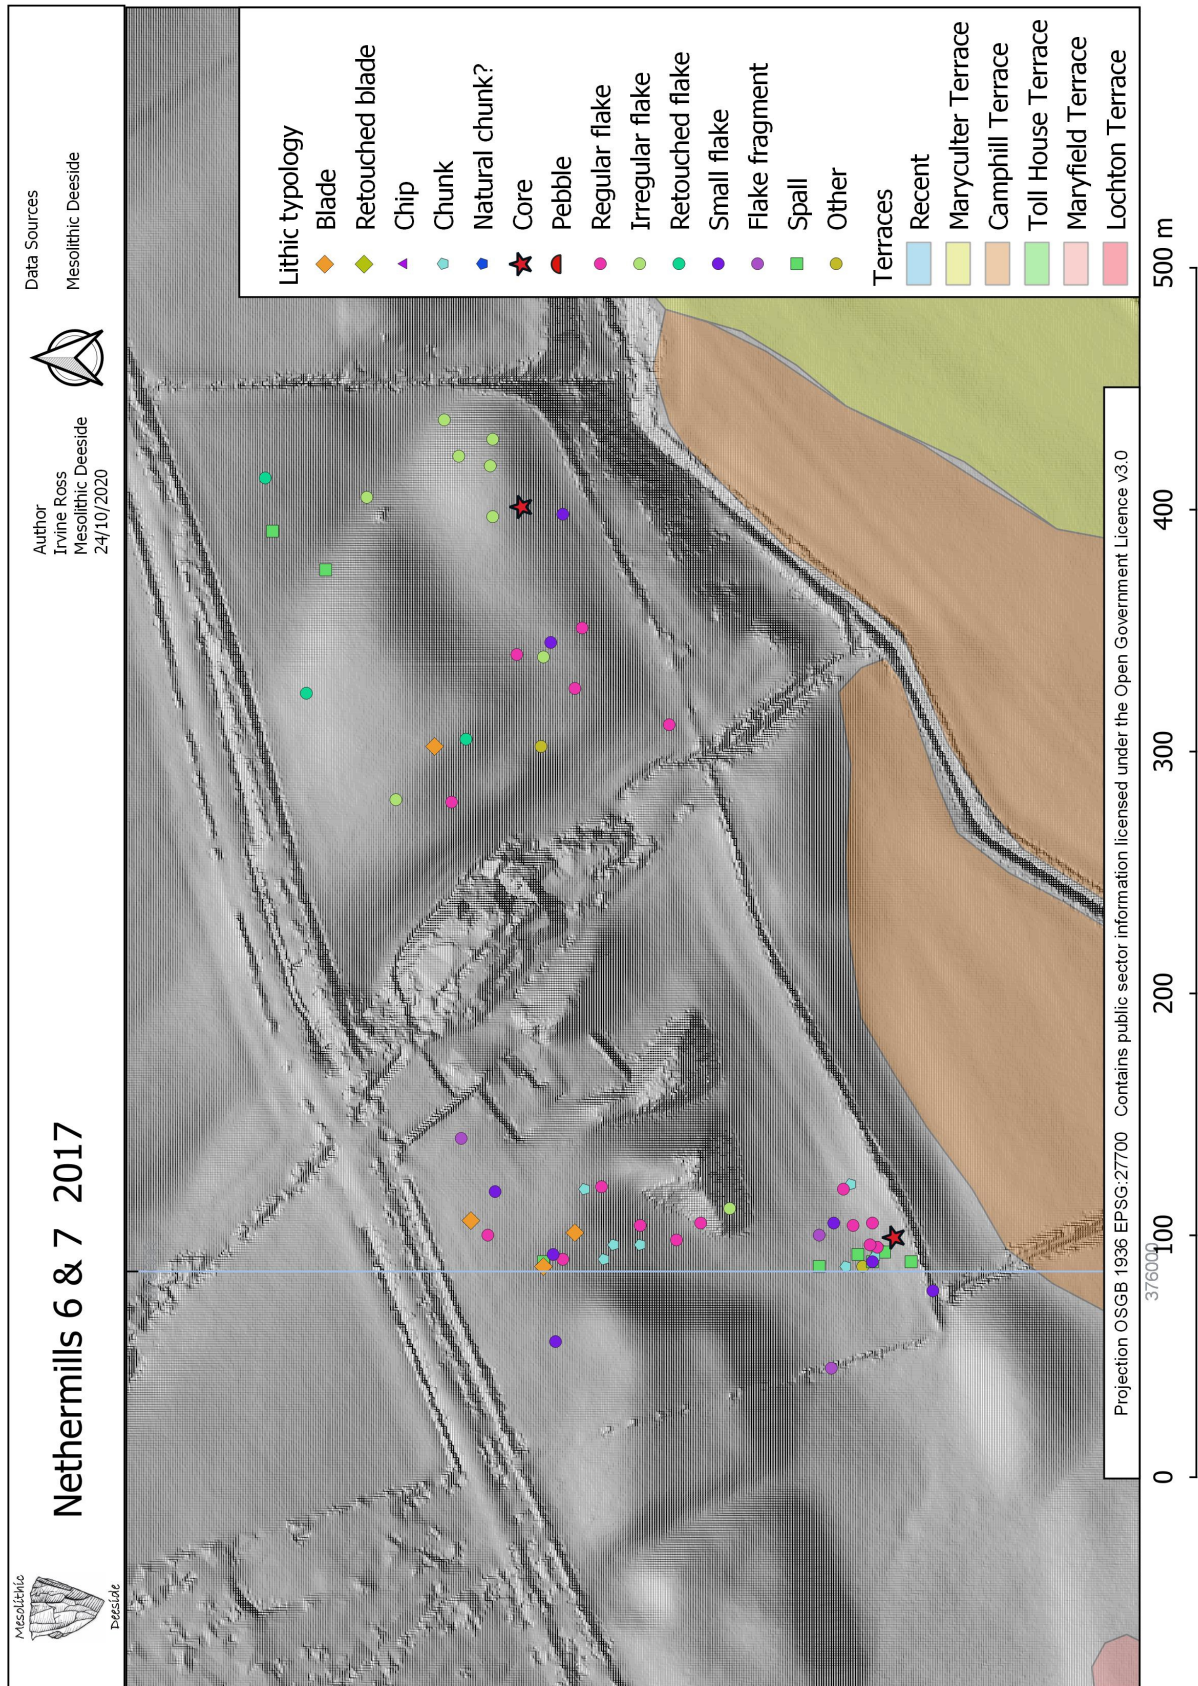 Mesolithic
Deeside
Nethermills 6 & 7 2017
Author
Irvine Ross
Mesolithic Deeside
24/10/2020
Data Sources
Mesolithic Deeside
Lithic typology
Blade
Retouched blade
Chip
Chunk
Natural chunk?
Core
Pebble
Regular flake
Irregular flake
Retouched flake
Small flake
Flake fragment
Spall
Other
Terraces
Recent
Maryculter Terrace
Camphill Terrace
Toll House Terrace
Maryfield Terrace
Lochton Terrace
Projection OSGB 1936 EPSG:27700 Contains public sector information licensed under the Open Government Licence v3.0
376000
0 100 200 300 400 500 m